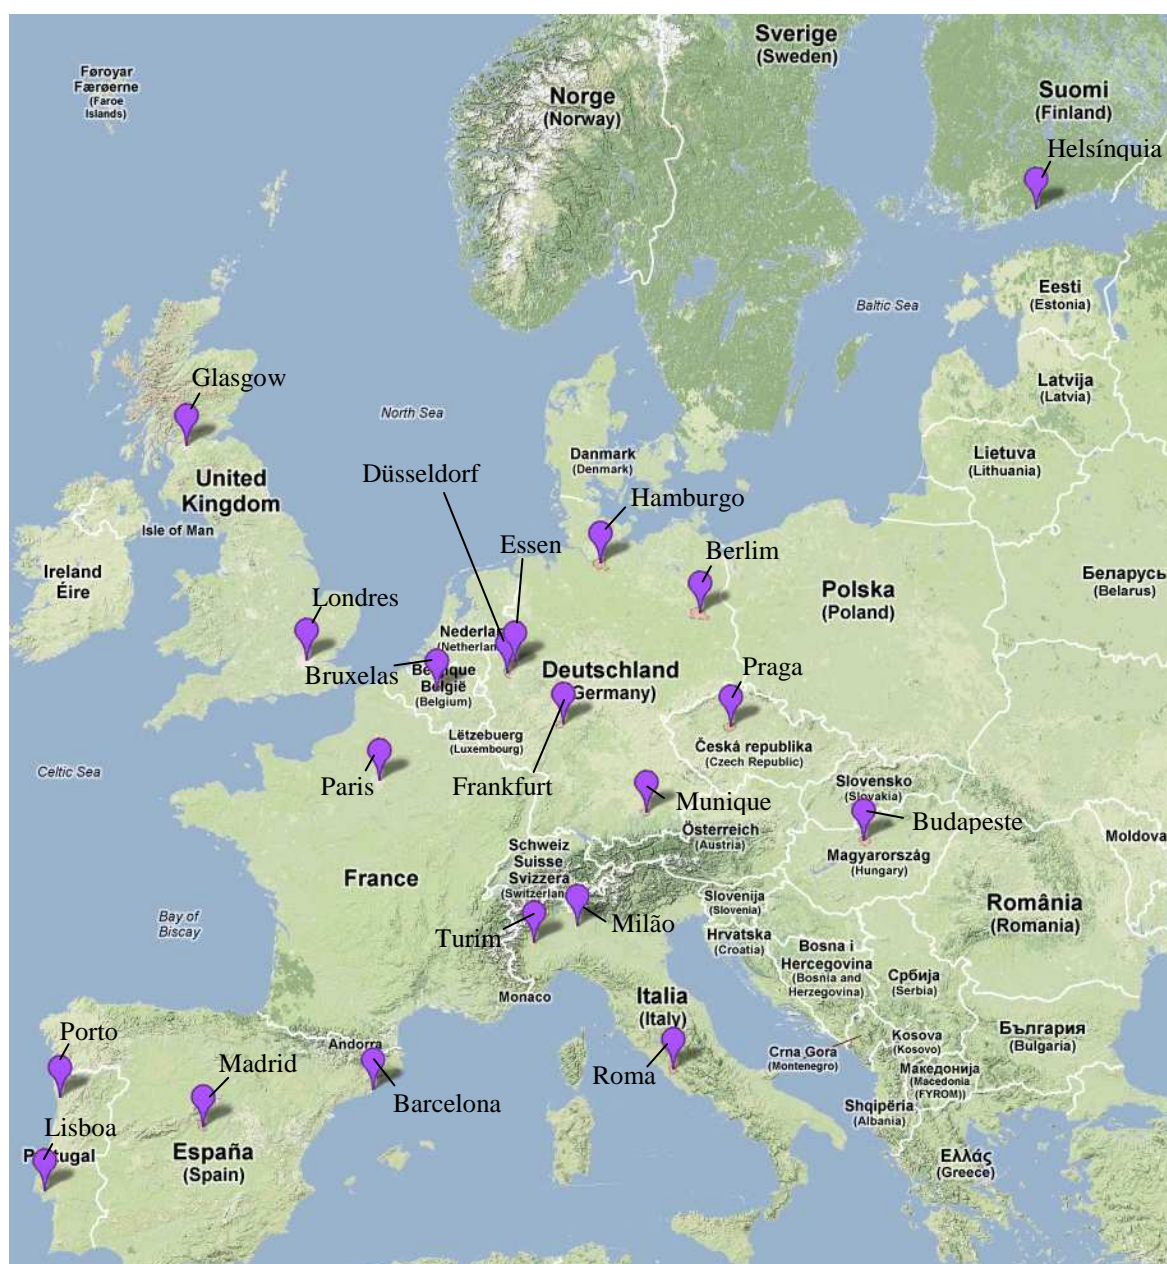 Sverige
(Sweden)
Føroyar
Færøerne
(Faroe
Islands)
Norge
(Norway)
Suomi
(Finland)
Helsínquia
Eesti
(Estonia)
Baltic Sea
Glasgow
Latvija
(Latvia)
North Sea
Danmark
(Denmark)
Lietuva
(Lithuania)
Düsseldorf
United
Kingdom
Hamburgo
Isle of Man
Essen
Berlim
Ireland
Éire
Polska
(Poland)
Беларусь
(Belarus)
Londres
Nederlan
(Netherlan
Bruxelas
België
(Belgium)
Deutschland
(Germany)
Praga
Lëtzebuerg
(Luxembourg)
Česká republika
(Czech Republic)
Celtic Sea
Paris
Frankfurt
Munique
Slovensko
(Slovakia)
Budapeste
Österreich
(Austria)
Moldova
Schweiz
Suisse
Svizzera
(Switzerlan
Magyarország
(Hungary)
France
Slovenija
(Slovenia)
România
(Romania)
Bay of
Biscay
Turim
Milão
Hrvatska
(Croatia)
Bosna i
Hercegovina
(Bosnia and
Herzegovina)
Србија
(Serbia)
Monaco
Italia
(Italy)
Porto
Andorra
Kosova
(Kosovo)
България
(Bulgaria)
Madrid
Roma
Crna Gora
(Montenegro)
Македонија
(Macedonia
(FYROM))
Barcelona
Shqipëria
(Albania)
Lisboa
España
(Spain)
Ελλάς
(Greece)